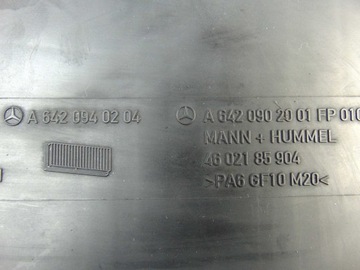 A 642 094 02 04
A 642 090 20 01 FP 010
MANN + HUMMEL
46 021 85 904
>PA6 GF10 M20<